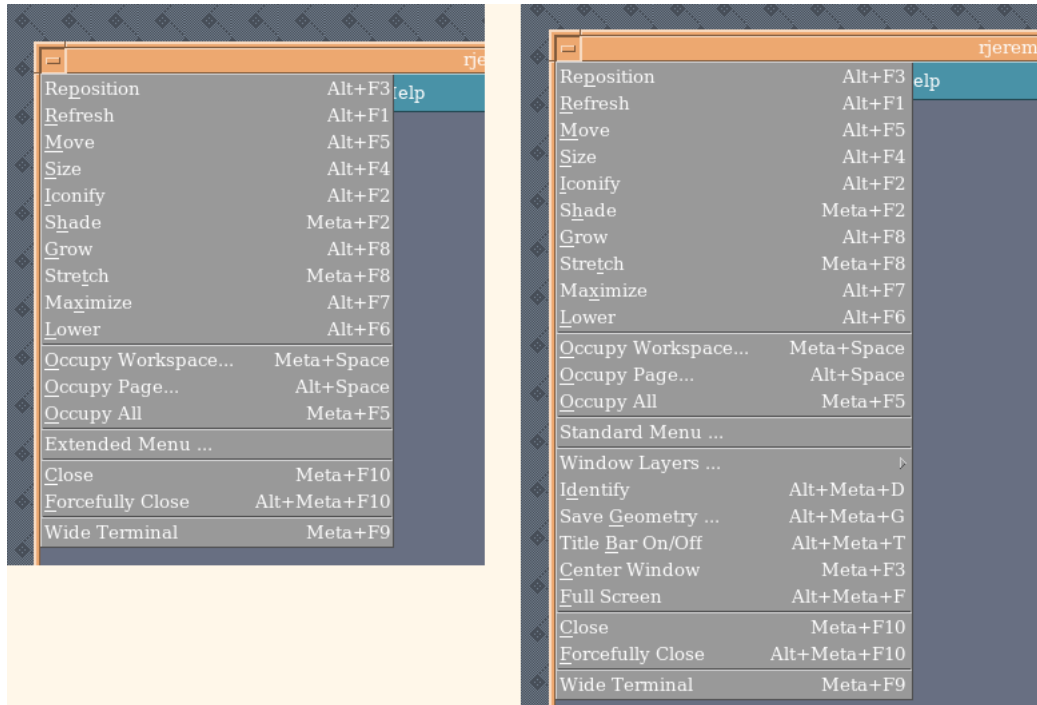 rje
Reposition Alt+F3
elp
Refresh Alt+F1
Move Alt+F5
Size Alt+F4
Iconify Alt+F2
Shade Meta+F2
Grow Alt+F8
Stretch Meta+F8
Maximize Alt+F7
Lower Alt+F6
Occupy Workspace... Meta+Space
Occupy Page... Alt+Space
Occupy All Meta+F5
Extended Menu ...
Close Meta+F10
Forcefully Close Alt+Meta+F10
Wide Terminal Meta+F9
rjerem
Reposition Alt+F3
elp
Refresh Alt+F1
Move Alt+F5
Size Alt+F4
Iconify Alt+F2
Shade Meta+F2
Grow Alt+F8
Stretch Meta+F8
Maximize Alt+F7
Lower Alt+F6
Occupy Workspace... Meta+Space
Occupy Page... Alt+Space
Occupy All Meta+F5
Standard Menu ...
Window Layers ...
Identify Alt+Meta+D
Save Geometry ... Alt+Meta+G
Title Bar On/Off Alt+Meta+T
Center Window Meta+F3
Full Screen Alt+Meta+F
Close Meta+F10
Forcefully Close Alt+Meta+F10
Wide Terminal Meta+F9